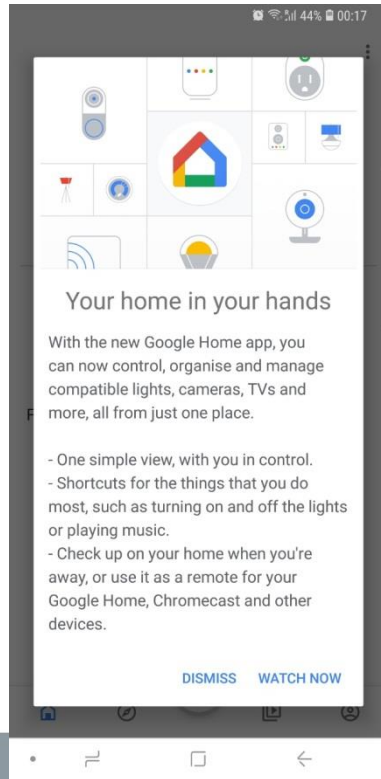 44% 00:17
Your home in your hands
With the new Google Home app, you
can now control, organise and manage
compatible lights, cameras, TVs and
more, all from just one place.
- One simple view, with you in control.
- Shortcuts for the things that you do
most, such as turning on and off the lights
or playing music.
- Check up on your home when you're
away, or use it as a remote for your
Google Home, Chromecast and other
devices.
DISMISS WATCH NOW